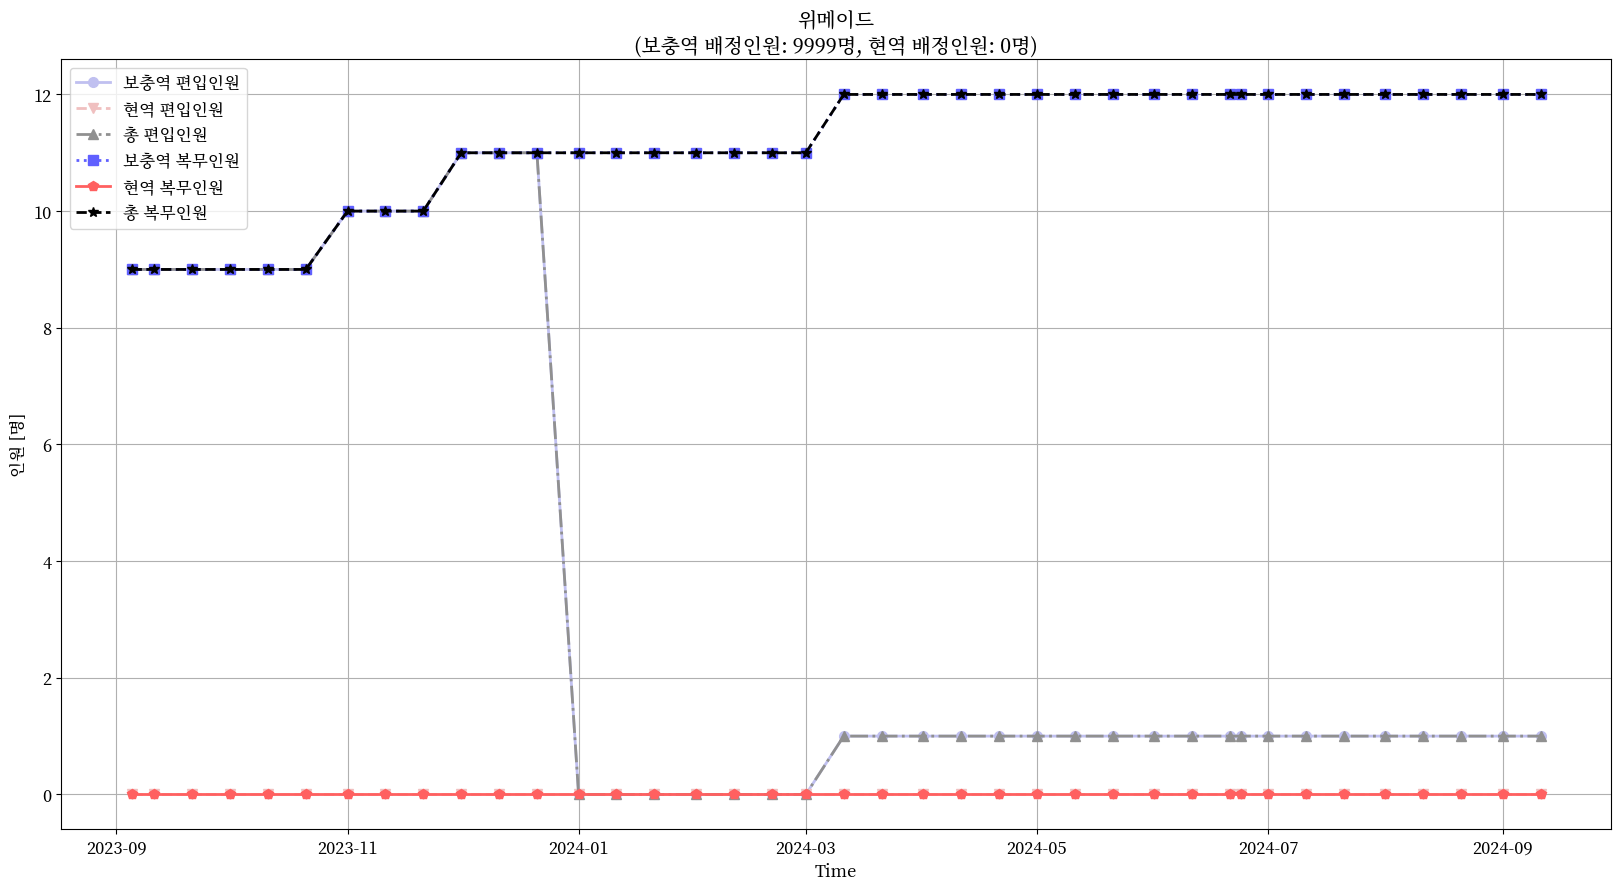 위메이드
(보충역 배정인원: 9999명, 현역 배정인원: 0명)
보충역 편입인원
현역 편입인원
총 편입인원
보충역 복무인원
현역 복무인원
총 복무인원
12
10
8
6
4
2
0
인원 [명]
2023-09
2023-11
2024-01
2024-03
2024-05
2024-07
2024-09
Time